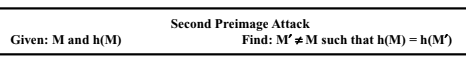 Second Preimage Attack
Given: M and h(M) Find: M′ ≠ M such that h(M) = h(M′)